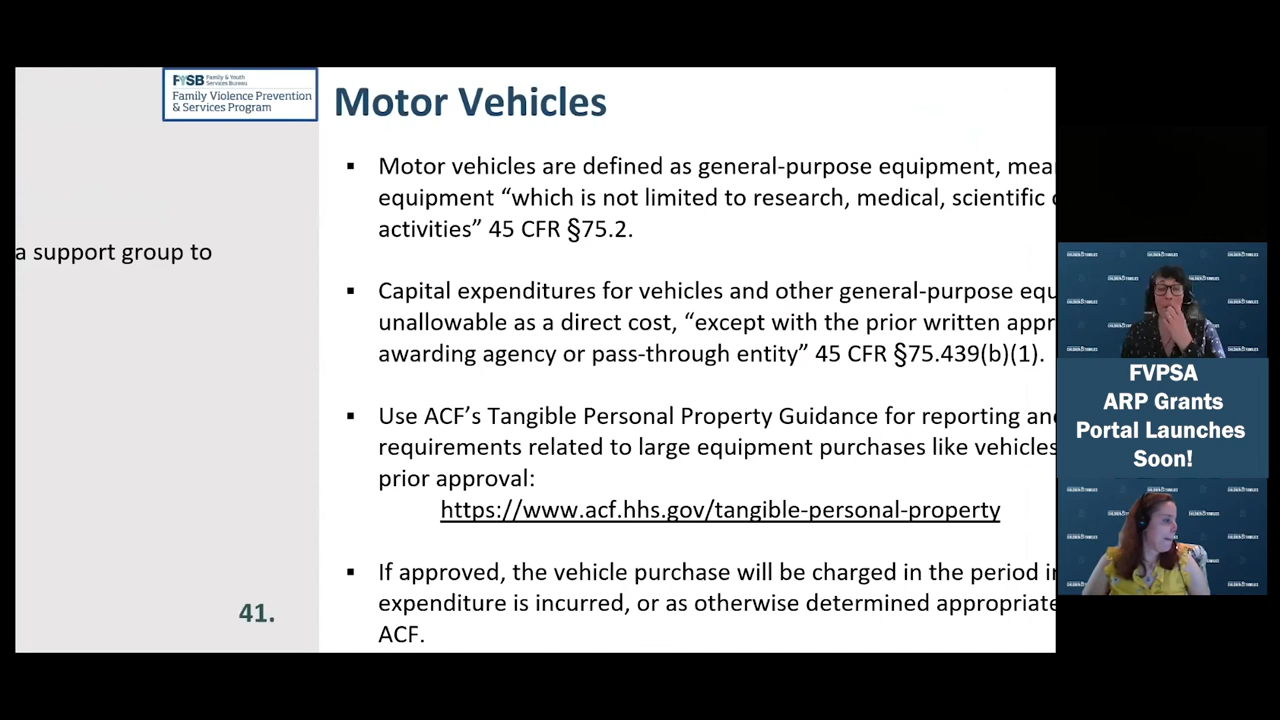 FYSB Family & Youth
Services Bureau
Family Violence Prevention
& Services Program
a support group to
41.
Motor Vehicles
▪ Motor vehicles are defined as general-purpose equipment, mea
equipment “which is not limited to research, medical, scientific
activities” 45 CFR §75.2.
▪ Capital expenditures for vehicles and other general-purpose equ
unallowable as a direct cost, “except with the prior written appr
awarding agency or pass-through entity” 45 CFR §75.439(b)(1).
▪ Use ACF’s Tangible Personal Property Guidance for reporting and
requirements related to large equipment purchases like vehicles
prior approval:
https://www.acf.hhs.gov/tangible-personal-property
▪ If approved, the vehicle purchase will be charged in the period i
expenditure is incurred, or as otherwise determined appropriate
ACF.
FVPSA
ARP Grants
Portal Launches
Soon!